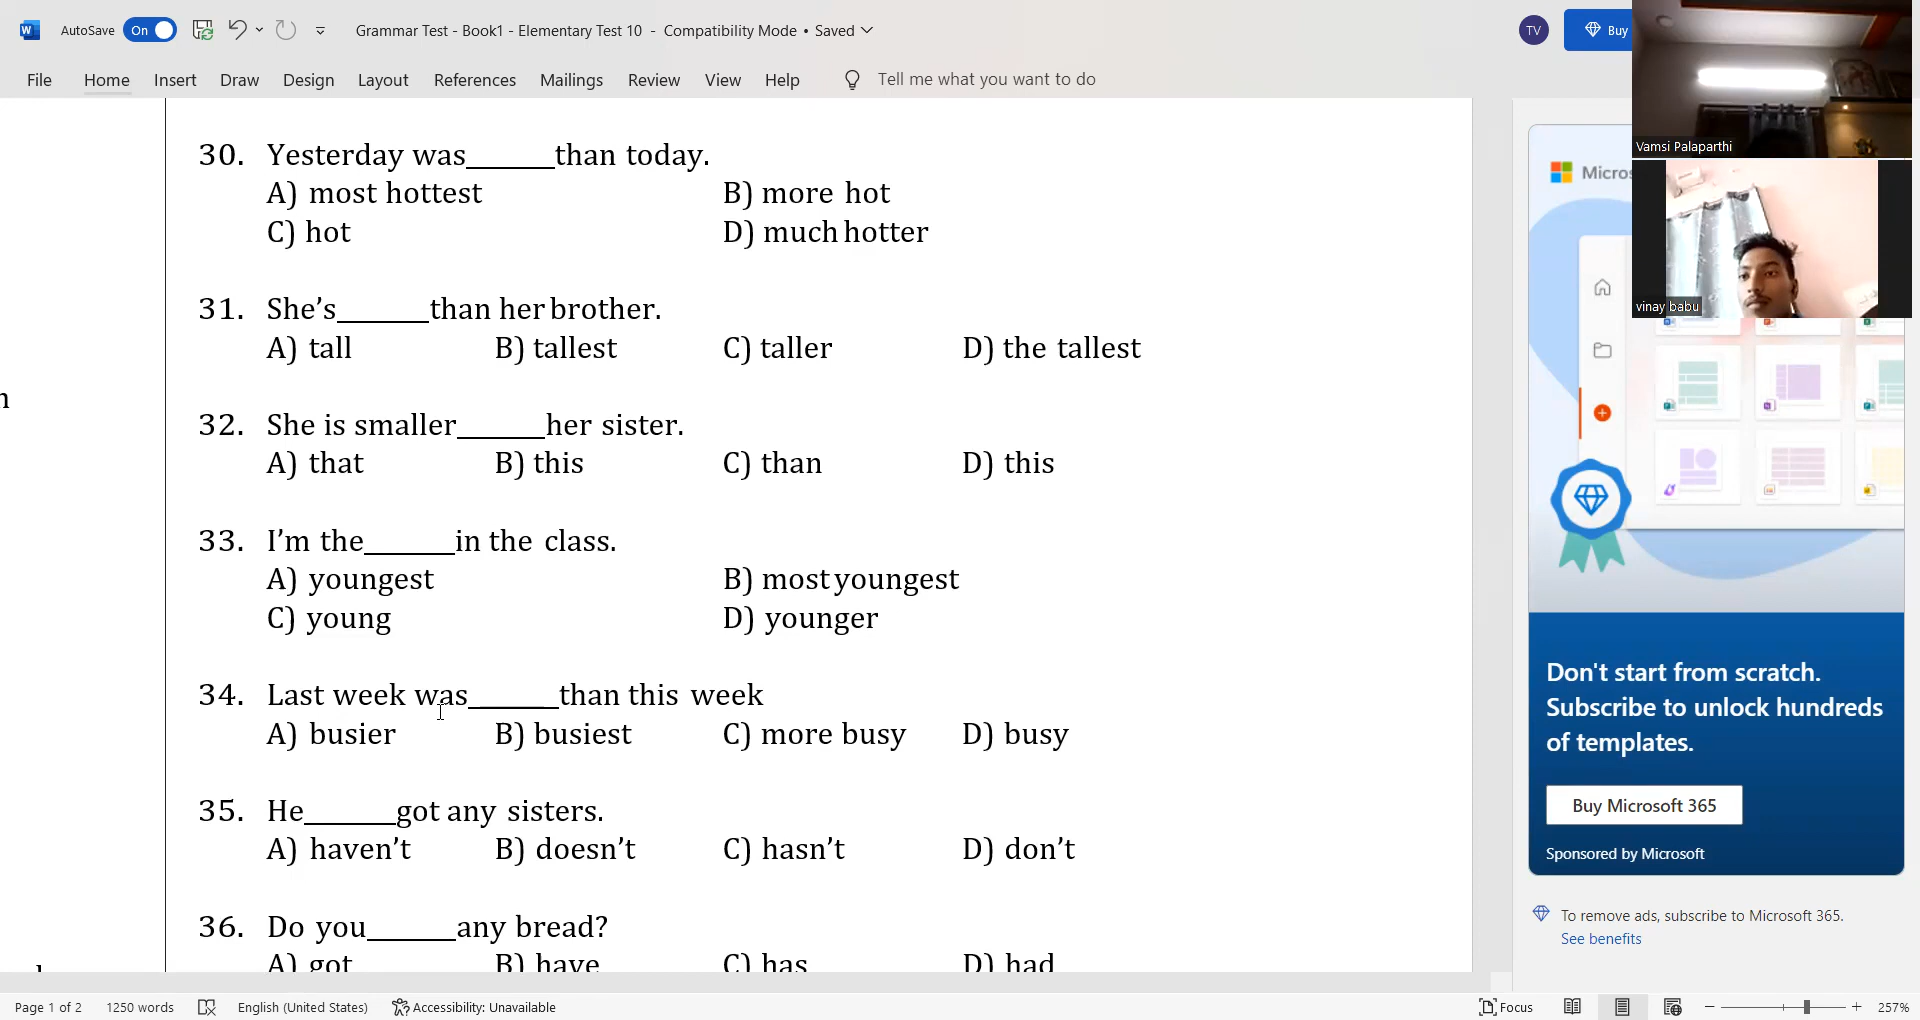 AutoSave On Grammar Test - Book1 - Elementary Test 10 - Compatibility Mode • Saved TV Buy
File Home Insert Draw Design Layout References Mailings Review View Help Tell me what you want to do
30. Yesterday was______than today.
A) most hottest B) more hot
C) hot D) much hotter
31. She’s______than her brother.
A) tall B) tallest C) taller D) the tallest
32. She is smaller______her sister.
A) that B) this C) than D) this
33. I’m the______in the class.
A) youngest B) most youngest
C) young D) younger
34. Last week was______than this week
A) busier B) busiest C) more busy D) busy
35. He______got any sisters.
A) haven’t B) doesn’t C) hasn’t D) don’t
36. Do you______any bread?
A) got B) have C) has D) had
Vamsi Palaparthi
vinay babu
Don't start from scratch.
Subscribe to unlock hundreds
of templates.
Buy Microsoft 365
Sponsored by Microsoft
To remove ads, subscribe to Microsoft 365.
See benefits
Page 1 of 2 1250 words English (United States) Accessibility: Unavailable Focus 257%